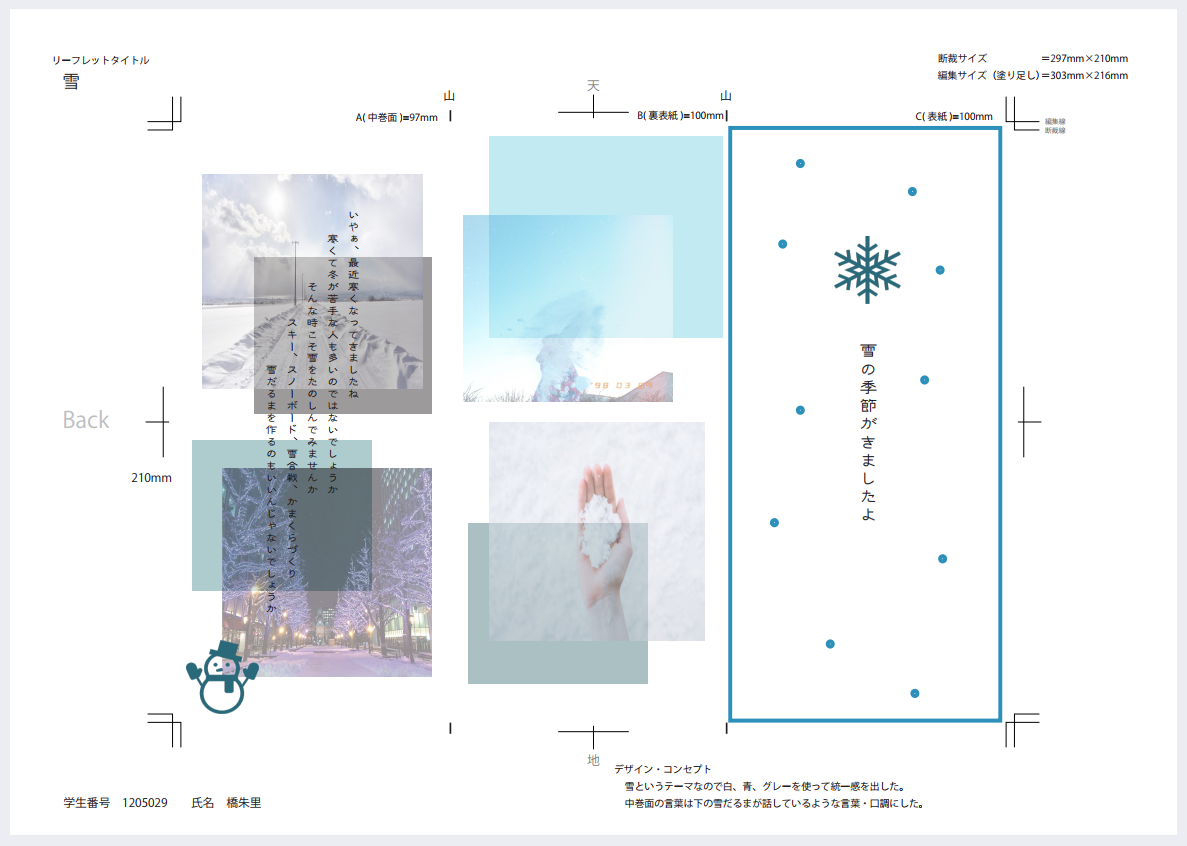 リーフレットタイトル
雪
断裁サイズ ＝297mm×210mm
編集サイズ（塗り足し）＝303mm×216mm
天
山
山
A( 中巻面 )=97mm
B( 裏表紙 )=100mm
C( 表紙 )=100mm
編集線
断裁線
いやぁ、最近寒くなってきましたね
寒くて冬が苦手な人も多いのではないでしょうか
そんな時こそ雪をたのしんでみませんか
スキー、スノーボード、雪合戦、かまくらづくり
雪だるまを作るのもいいんじゃないでしょうか
'98 03
雪の季節がきましたよ
Back
210mm
地
デザイン・コンセプト
雪というテーマなので白、青、グレーを使って統一感を出した。
中巻面の言葉は下の雪だるまが話しているような言葉・口調にした。
学生番号 1205029 氏名 橋朱里